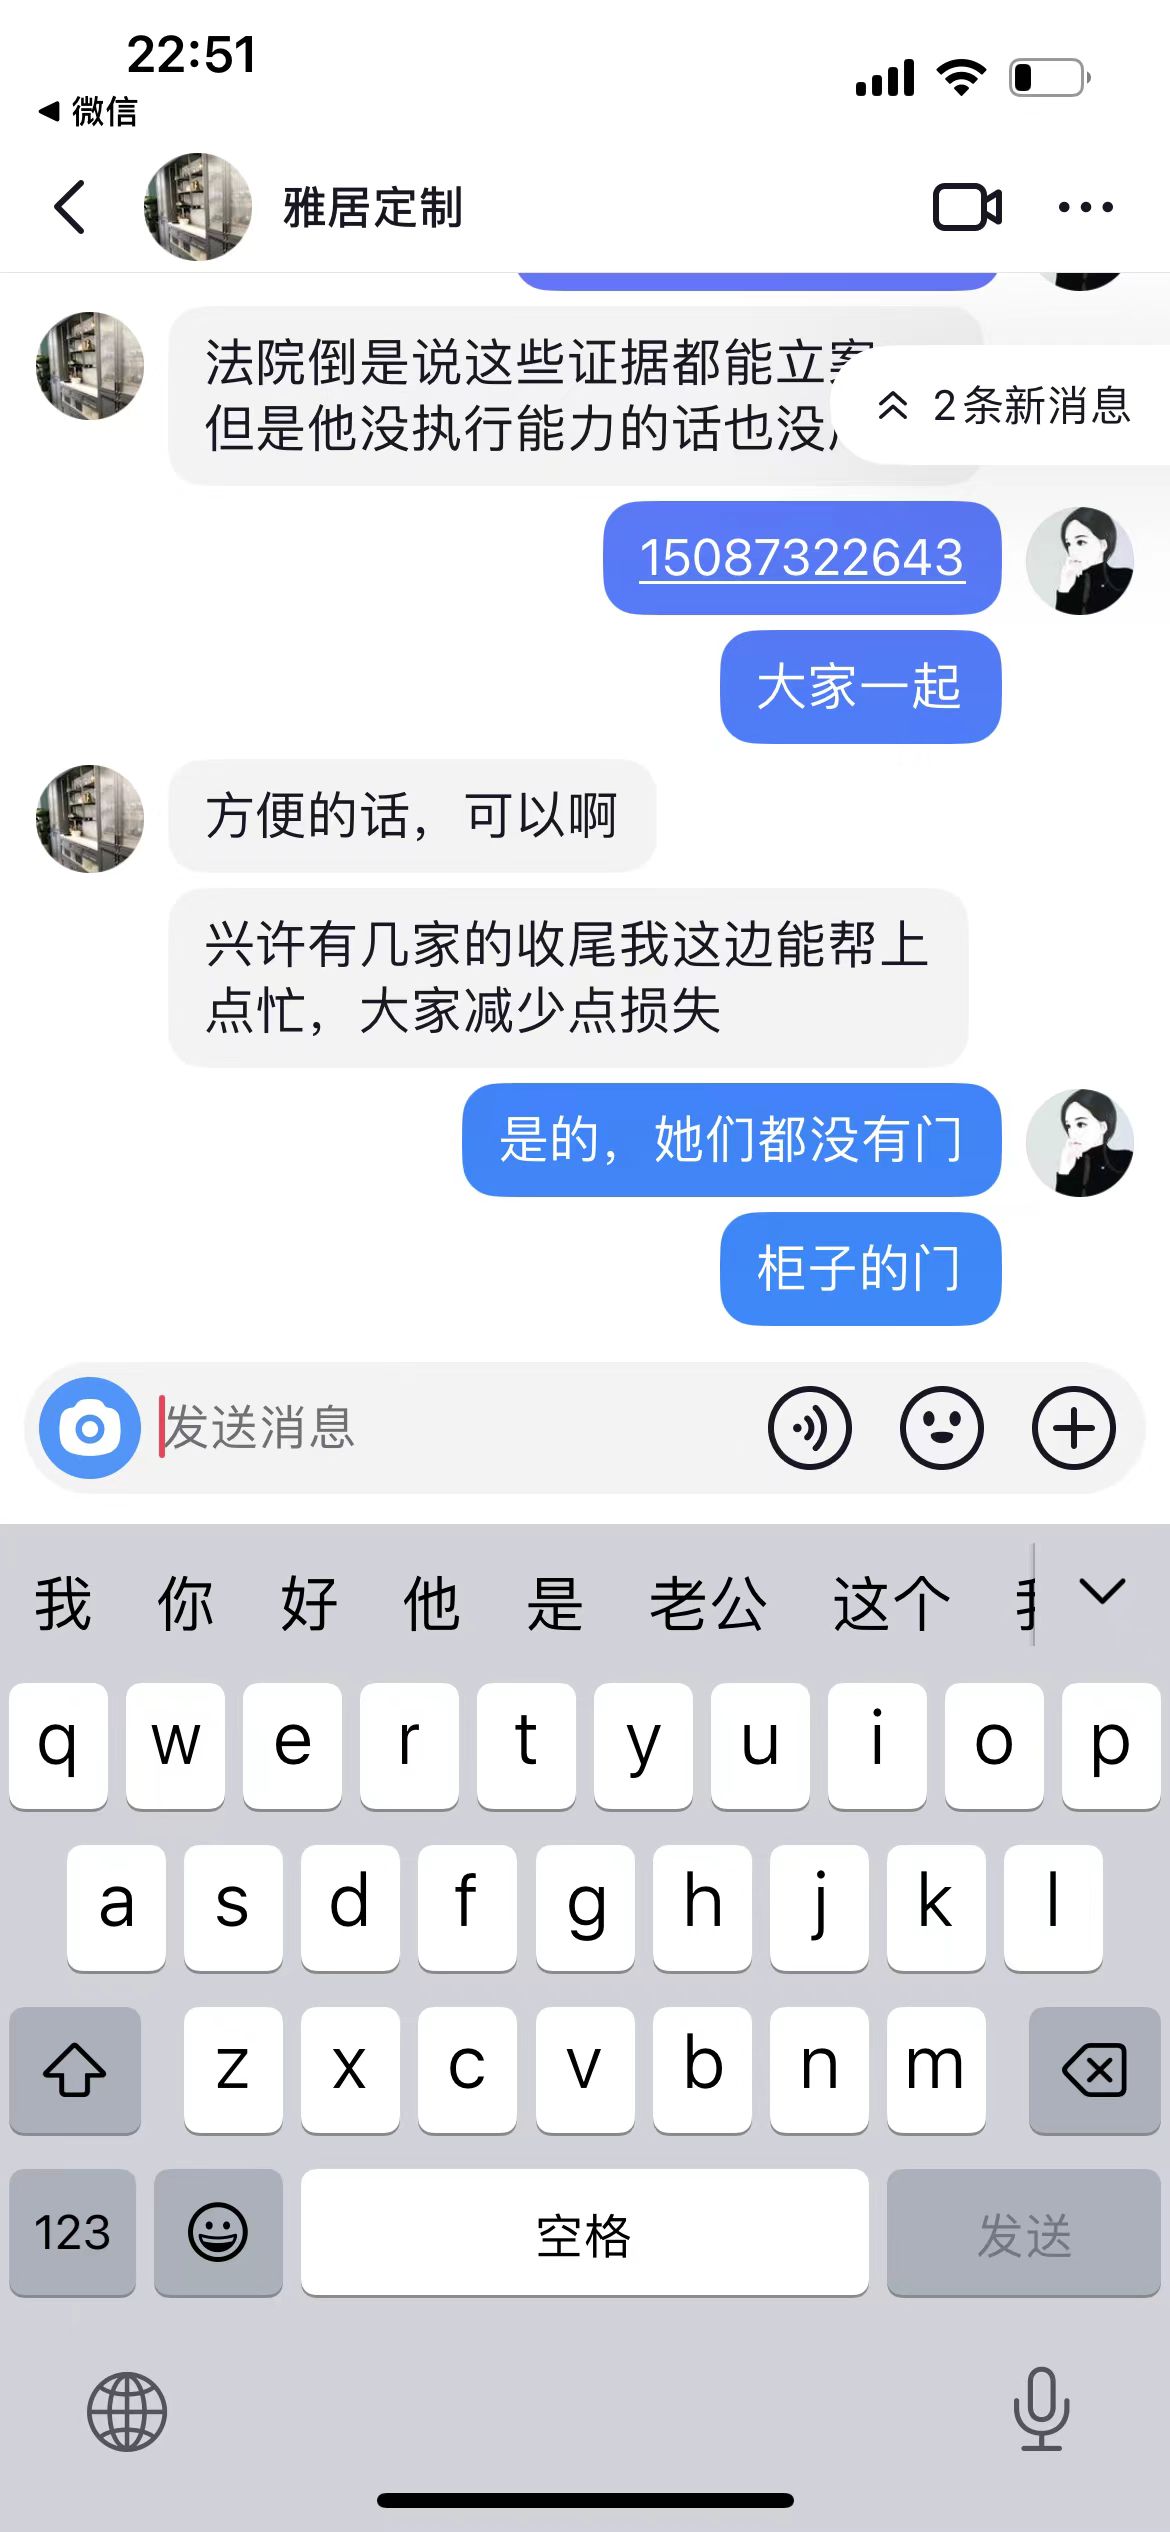 22:51
微信
雅居定制
法院倒是说这些证据都能立案
但是他没执行能力的话也没
2条新消息
15087322643
大家一起
方便的话，可以啊
兴许有几家的收尾我这边能帮上
点忙，大家减少点损失
是的，她们都没有门
柜子的门
发送消息
我 你 好 他 是 老公 这个
q w e r t y u i o p
a s d f g h j k l
z x c v b n m
123 空格 发送